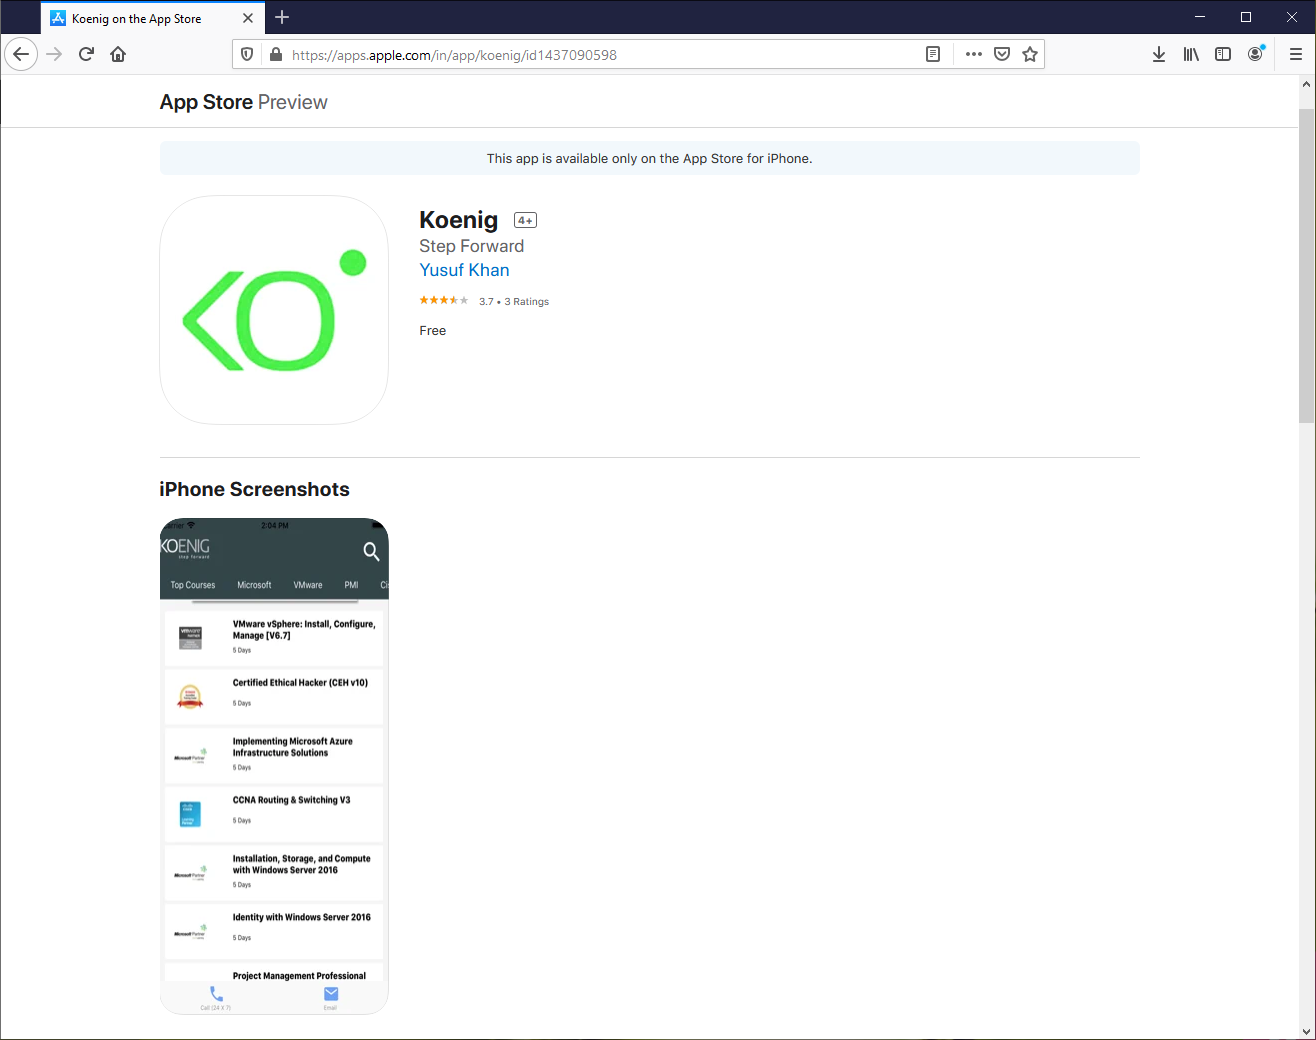 Koenig on the App Store
https://apps.apple.com/in/app/koenig/id1437090598
App Store Preview
This app is available only on the App Store for iPhone.
KO
Koenig 4+
Step Forward
Yusuf Khan
3.7 • 3 Ratings
Free
iPhone Screenshots
2:04 PM
KOENIG
step forward
Top Courses Microsoft VMware PMI Ci
VMware vSphere: Install, Configure,
Manage [V6.7]
5 Days
Certified Ethical Hacker (CEH v10)
5 Days
Implementing Microsoft Azure
Infrastructure Solutions
5 Days
CCNA Routing & Switching V3
5 Days
Installation, Storage, and Compute
with Windows Server 2016
5 Days
Identity with Windows Server 2016
5 Days
Project Management Professional
Call (24 X 7) Email